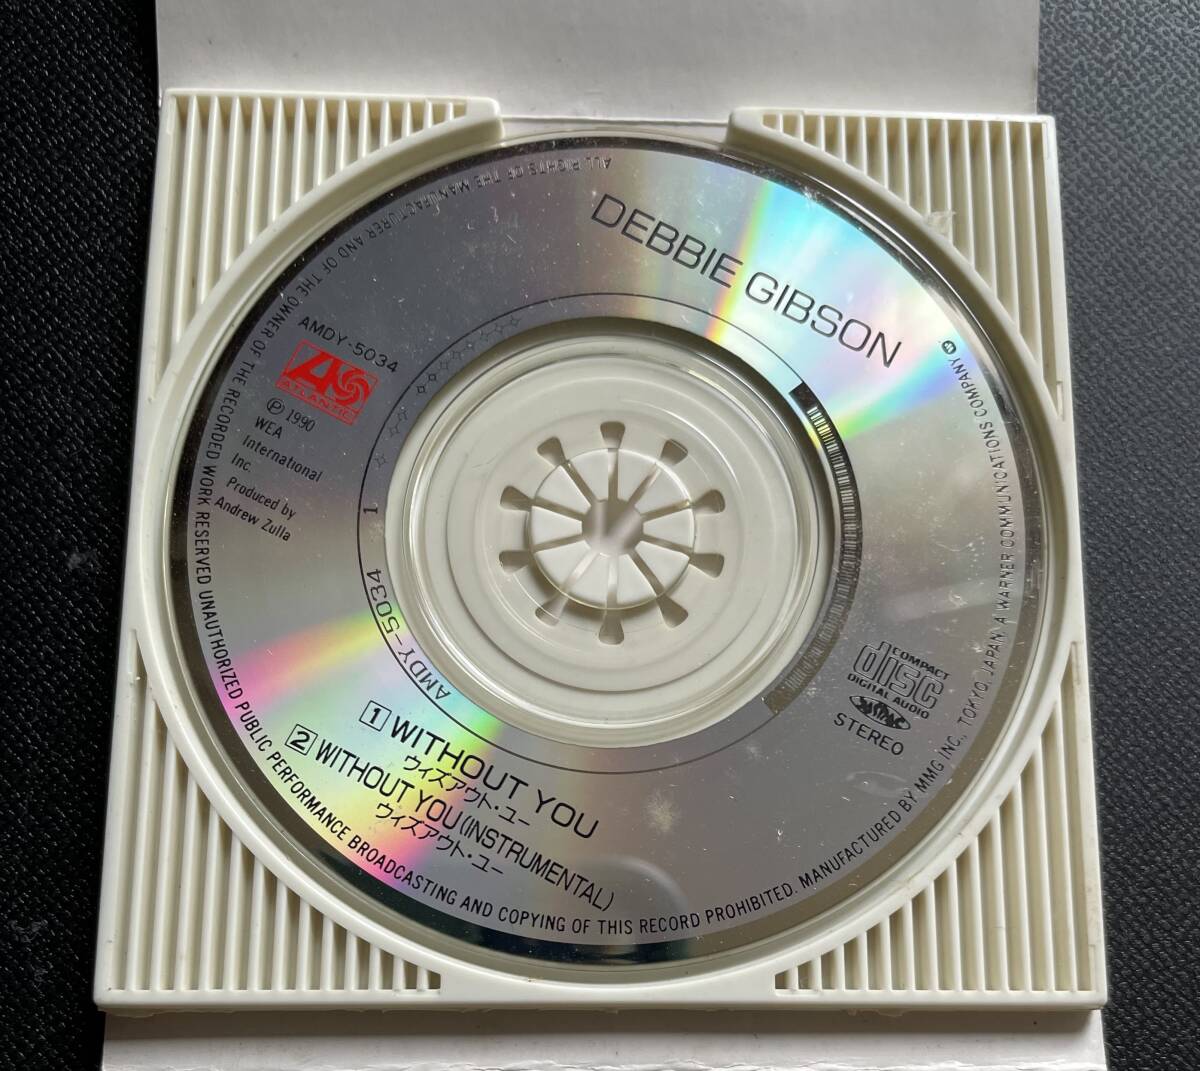 DEBBIE GIBSON
AMDY-5034
ATLANTIC
Ⓟ 1990
WEA
International
Inc.
Produced by
Andrew Zulla
1
AMDY-5034
COMPACT
disc
DIGITAL AUDIO
STEREO
1 WITHOUT YOU
ウィズアウト・ユー
2 WITHOUT YOU (INSTRUMENTAL)
ウィズアウト・ユー
ALL RIGHTS OF THE MANUFACTURER AND OF THE OWNER OF THE RECORDED WORK RESERVED UNAUTHORIZED PUBLIC PERFORMANCE BROADCASTING AND COPYING OF THIS RECORD PROHIBITED. MANUFACTURED BY MMG INC., TOKYO, JAPAN. A WARNER COMMUNICATIONS COMPANY